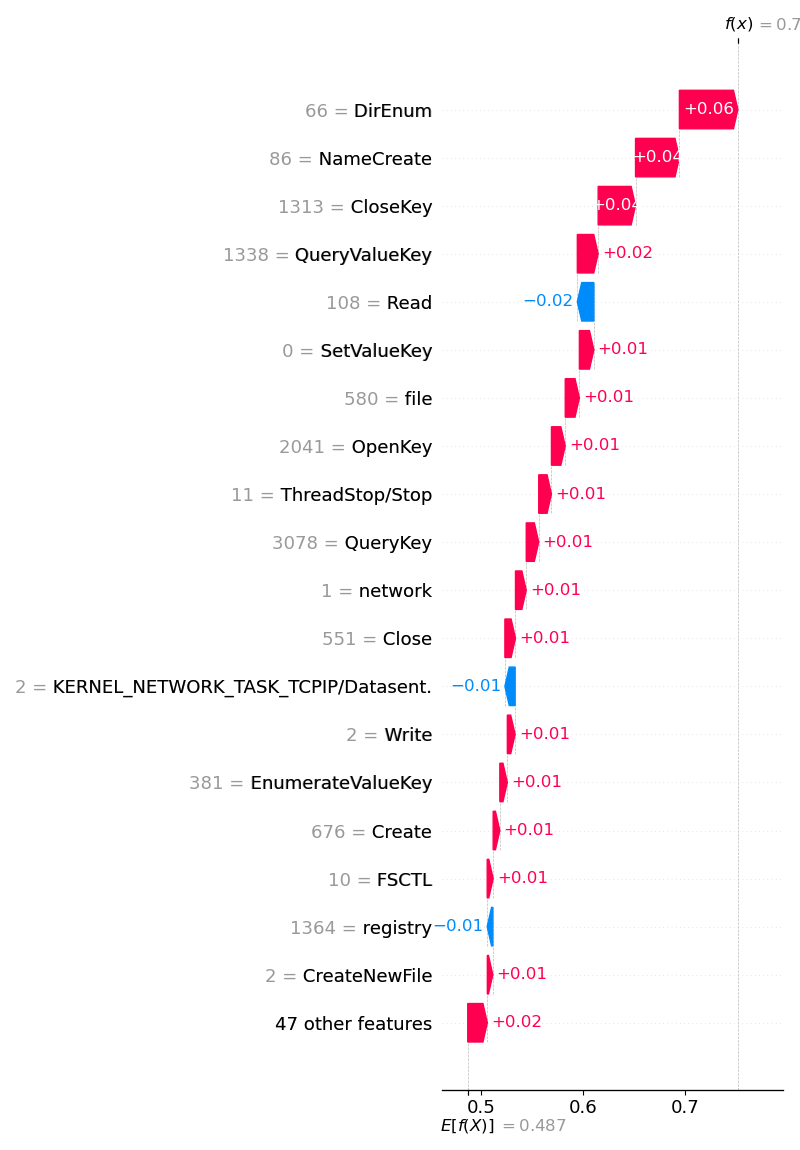 f(x) = 0.7
66 = DirEnum +0.06
86 = NameCreate +0.04
1313 = CloseKey +0.04
1338 = QueryValueKey +0.02
108 = Read −0.02
0 = SetValueKey +0.01
580 = file +0.01
2041 = OpenKey +0.01
11 = ThreadStop/Stop +0.01
3078 = QueryKey +0.01
1 = network +0.01
551 = Close +0.01
2 = KERNEL_NETWORK_TASK_TCPIP/Datasent. −0.01
2 = Write +0.01
381 = EnumerateValueKey +0.01
676 = Create +0.01
10 = FSCTL +0.01
1364 = registry −0.01
2 = CreateNewFile +0.01
47 other features +0.02
0.5 0.6 0.7
E[f(X)] = 0.487